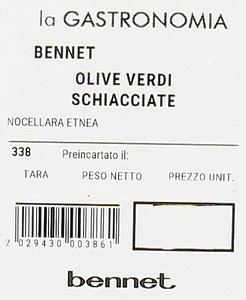 la GASTRONOMIA
BENNET
OLIVE VERDI
SCHIACCIATE
NOCELLARA ETNEA
338 Preincartato il:
TARA PESO NETTO PREZZO UNIT.
2 029430 003861
bennet